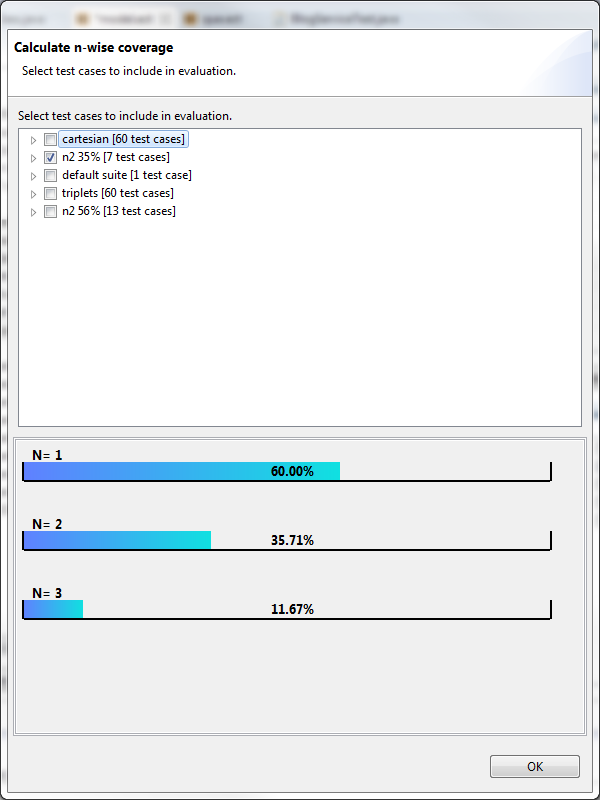 Calculate n-wise coverage
Select test cases to include in evaluation.
Select test cases to include in evaluation.
cartesian [60 test cases]
n2 35% [7 test cases]
default suite [1 test case]
triplets [60 test cases]
n2 56% [13 test cases]
N= 1
60.00%
N= 2
35.71%
N= 3
11.67%
OK